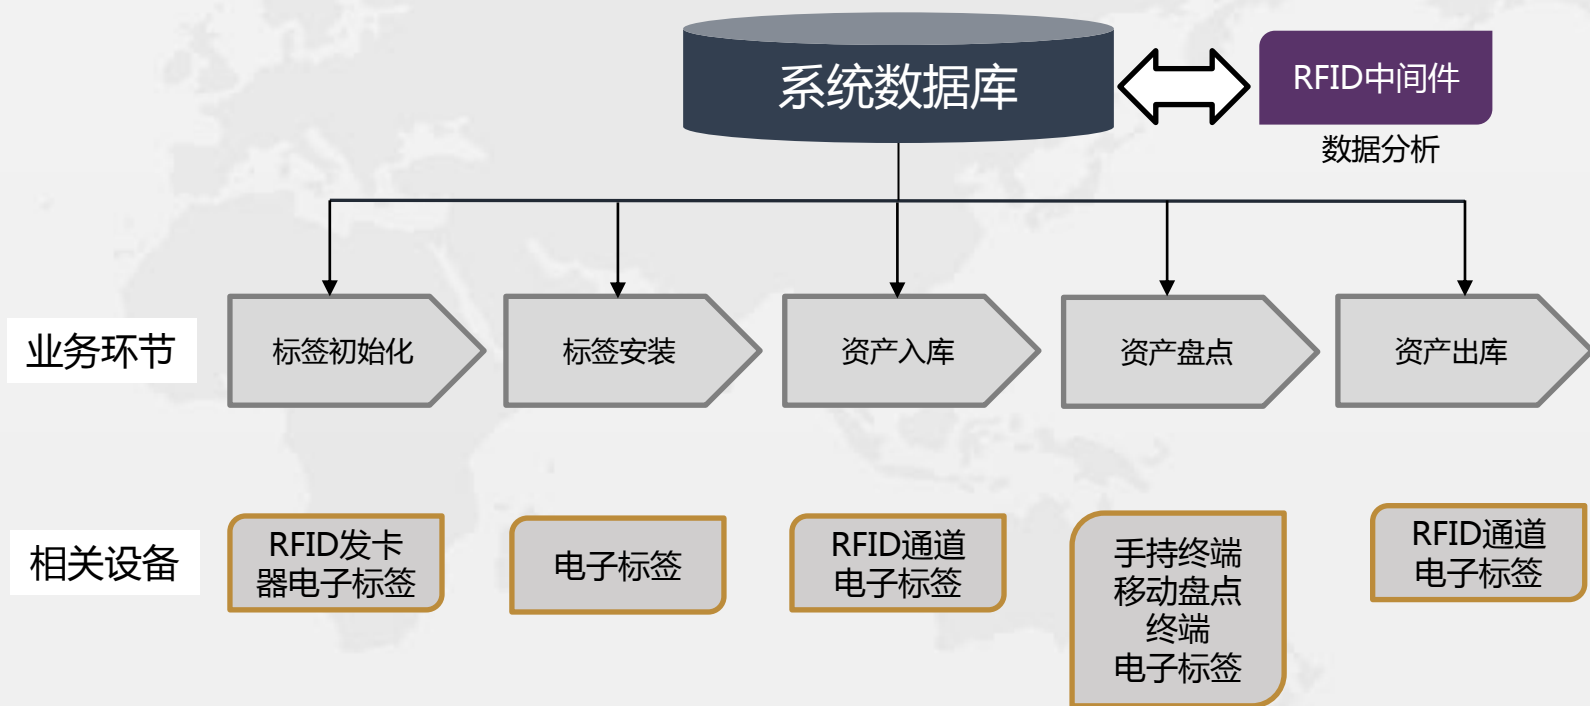 系统数据库
RFID中间件
数据分析
业务环节
标签初始化
标签安装
资产入库
资产盘点
资产出库
相关设备
RFID发卡
器电子标签
电子标签
RFID通道
电子标签
手持终端
移动盘点
终端
电子标签
RFID通道
电子标签